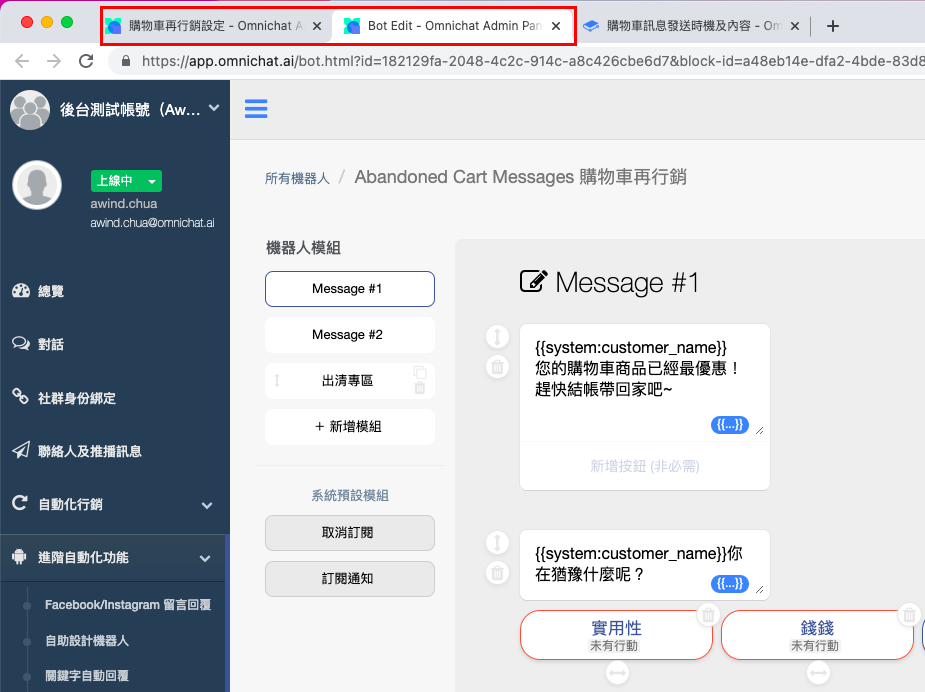 購物車再行銷設定 - Omnichat A
Bot Edit - Omnichat Admin Pan
購物車訊息發送時機及內容 - Om
https://app.omnichat.ai/bot.html?id=182129fa-2048-4c2c-914c-a8c426cbe6d7&block-id=a48eb14e-dfa2-4bde-83d8
後台測試帳號（Aw...
上線中
awind.chua
awind.chua@omnichat.ai
總覽
對話
社群身份綁定
聯絡人及推播訊息
自動化行銷
進階自動化功能
Facebook/Instagram 留言回覆
自助設計機器人
關鍵字自動回覆
所有機器人 / Abandoned Cart Messages 購物車再行銷
機器人模組
Message #1
Message #2
出清專區
+ 新增模組
系統預設模組
取消訂閱
訂閱通知
Message #1
{{system:customer_name}}
您的購物車商品已經最優惠！
趕快結帳帶回家吧~
{{...}}
新增按鈕 (非必需)
{{system:customer_name}}你
在猶豫什麼呢？
{{...}}
實用性
未有行動
錢錢
未有行動